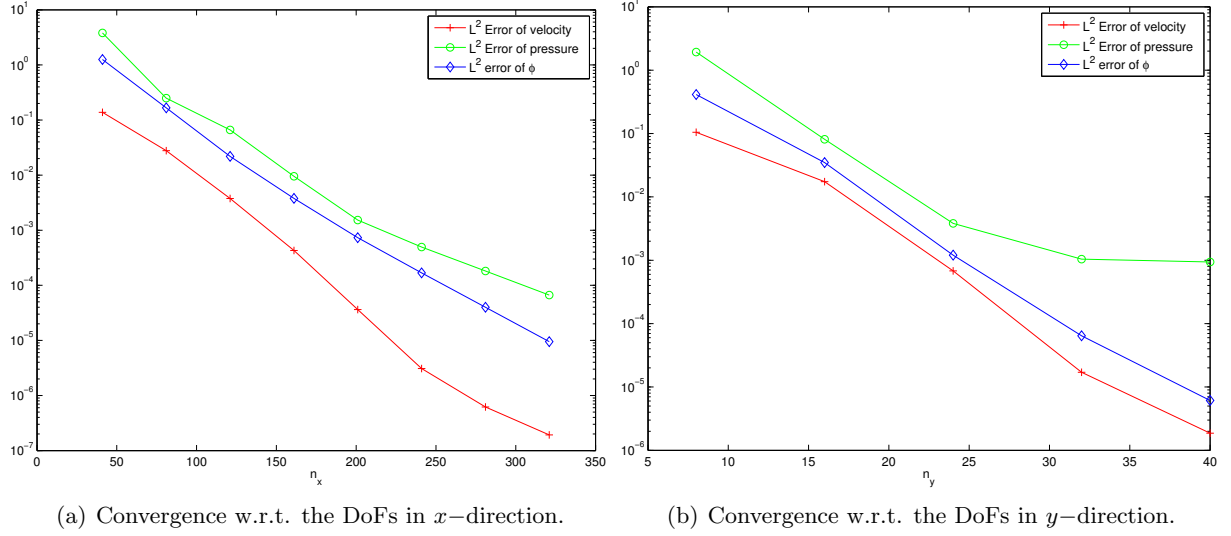 10^1
10^0
10^−1
10^−2
10^−3
10^−4
10^−5
10^−6
10^−7
0 50 100 150 200 250 300 350
n_x
L^2 Error of velocity
L^2 Error of pressure
L^2 error of ϕ
(a) Convergence w.r.t. the DoFs in x−direction.
10^1
10^0
10^−1
10^−2
10^−3
10^−4
10^−5
10^−6
5 10 15 20 25 30 35 40
n_y
L^2 Error of velocity
L^2 Error of pressure
L^2 error of ϕ
(b) Convergence w.r.t. the DoFs in y−direction.